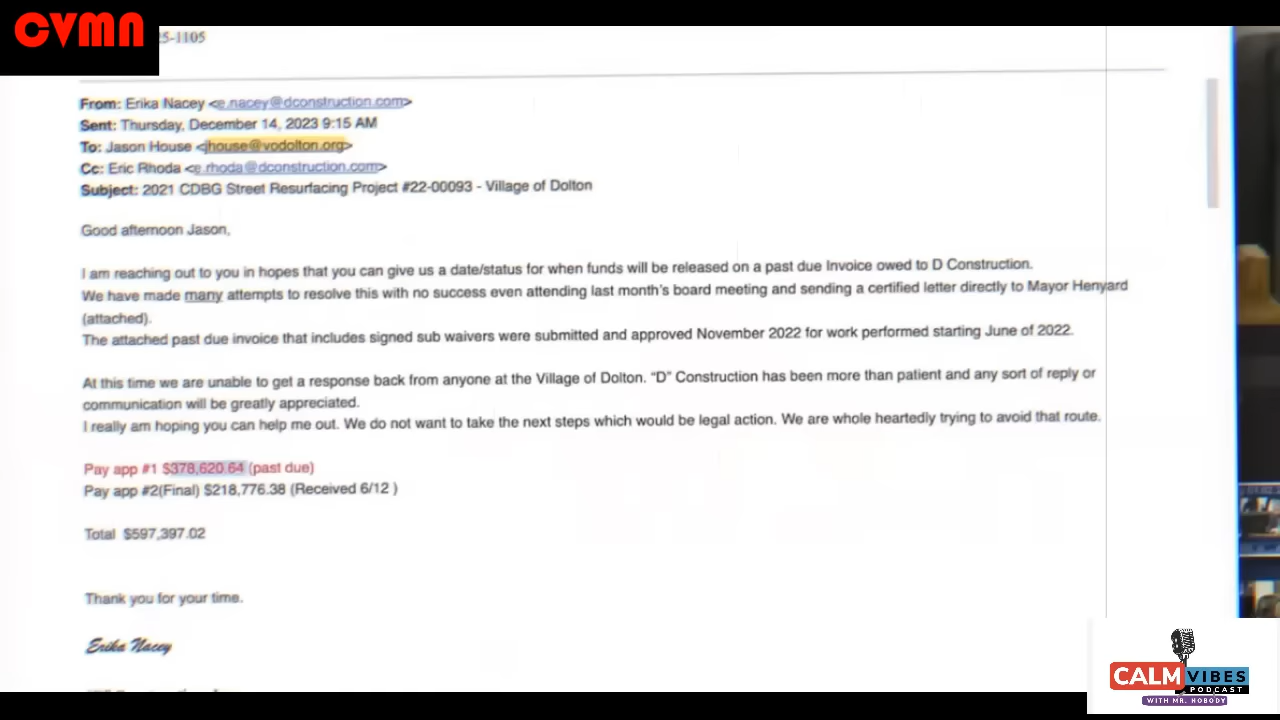 CVMN
5-1105
From: Erika Nacey <e.nacey@dconstruction.com>
Sent: Thursday, December 14, 2023 9:15 AM
To: Jason House <jhouse@vodolton.org>
Cc: Eric Rhoda <e.rhoda@dconstruction.com>
Subject: 2021 CDBG Street Resurfacing Project #22-00093 - Village of Dolton
Good afternoon Jason,
I am reaching out to you in hopes that you can give us a date/status for when funds will be released on a past due Invoice owed to D Construction.
We have made many attempts to resolve this with no success even attending last month's board meeting and sending a certified letter directly to Mayor Henyard
(attached).
The attached past due invoice that includes signed sub waivers were submitted and approved November 2022 for work performed starting June of 2022.
At this time we are unable to get a response back from anyone at the Village of Dolton. "D" Construction has been more than patient and any sort of reply or
communication will be greatly appreciated.
I really am hoping you can help me out. We do not want to take the next steps which would be legal action. We are whole heartedly trying to avoid that route.
Pay app #1 $378,620.64 (past due)
Pay app #2(Final) $218,776.38 (Received 6/12 )
Total $597,397.02
Thank you for your time.
Erika Nacey
CALM VIBES
PODCAST
WITH MR. NOBODY